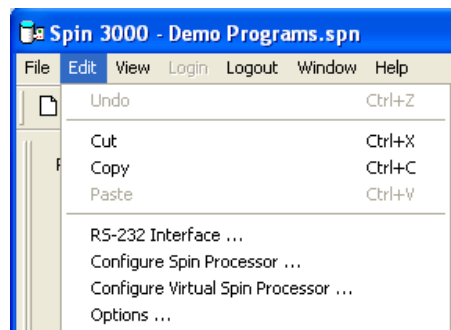 Spin 3000 - Demo Programs.spn
File Edit View Login Logout Window Help
Undo Ctrl+Z
Cut Ctrl+X
Copy Ctrl+C
Paste Ctrl+V
RS-232 Interface ...
Configure Spin Processor ...
Configure Virtual Spin Processor ...
Options ...